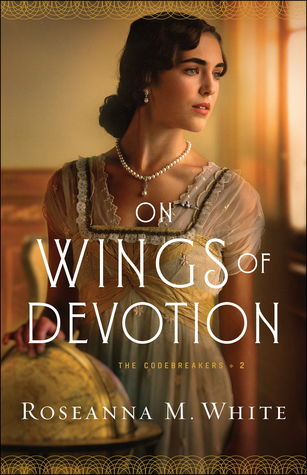 ON
WINGS OF
DEVOTION
THE CODEBREAKERS + 2
ROSEANNA M. WHITE